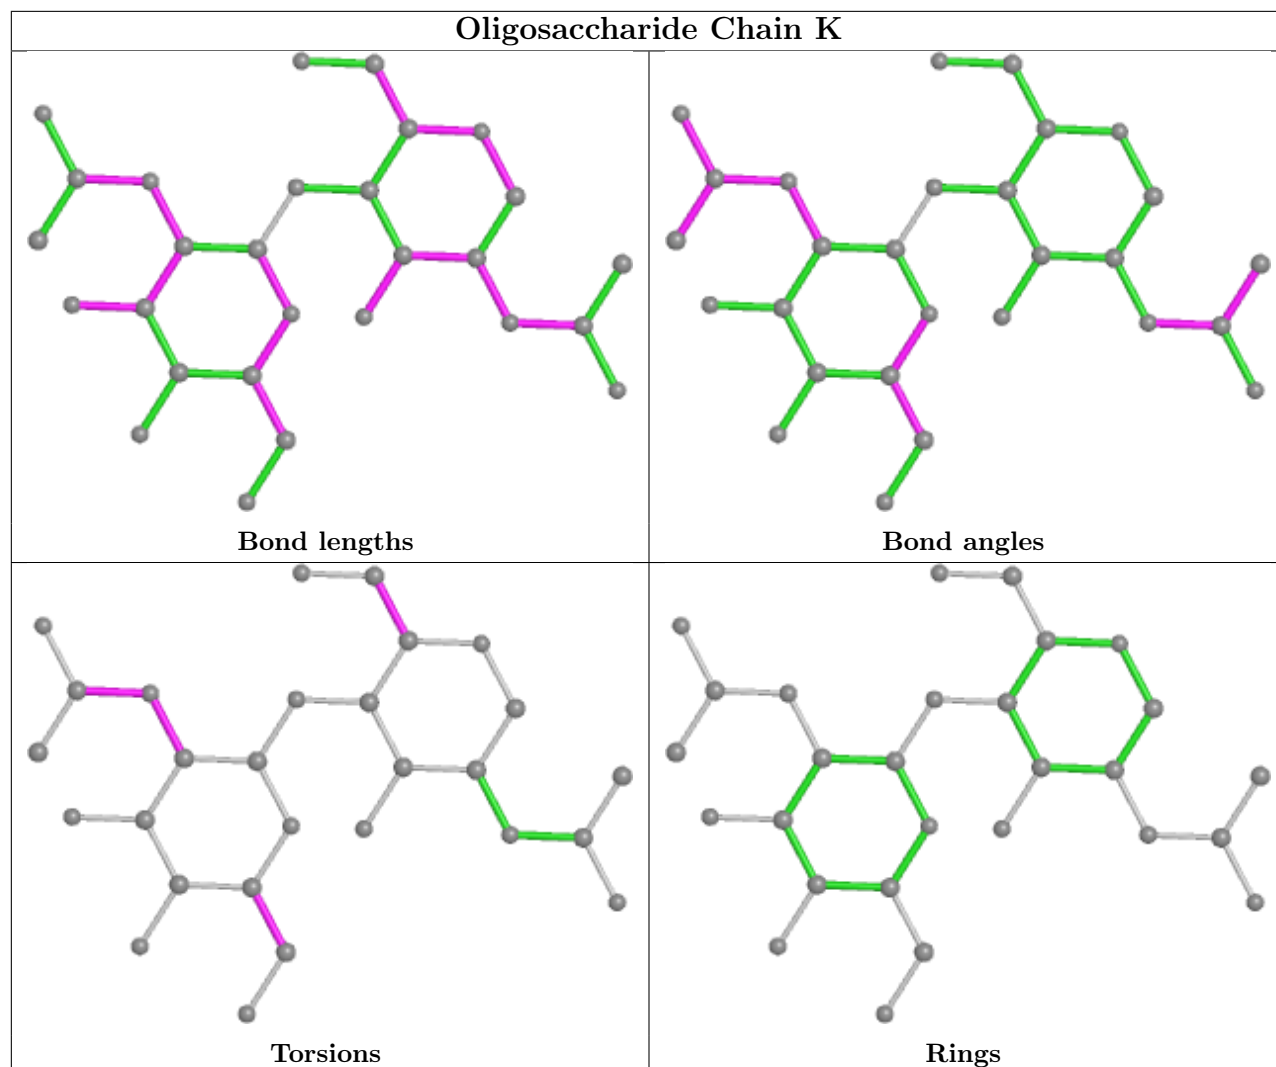 Oligosaccharide Chain K
Bond lengths
Bond angles
Torsions
Rings